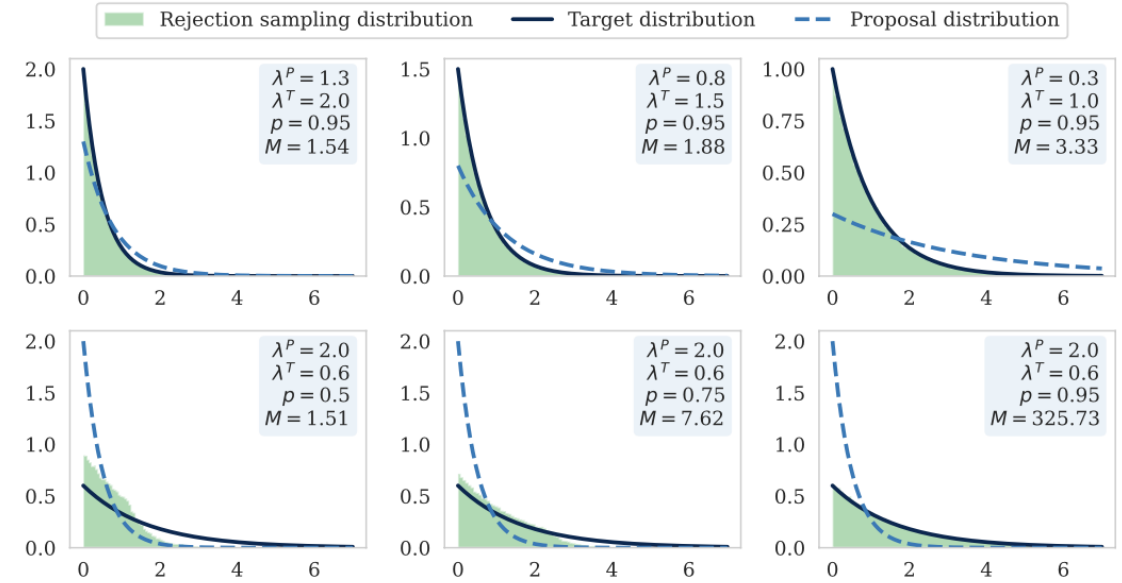 Rejection sampling distribution Target distribution Proposal distribution
2.0
1.5
1.0
0.5
0.0
0 2 4 6
λ^P = 1.3
λ^T = 2.0
p = 0.95
M = 1.54
1.5
1.0
0.5
0.0
0 2 4 6
λ^P = 0.8
λ^T = 1.5
p = 0.95
M = 1.88
1.00
0.75
0.50
0.25
0.00
0 2 4 6
λ^P = 0.3
λ^T = 1.0
p = 0.95
M = 3.33
2.0
1.5
1.0
0.5
0.0
0 2 4 6
λ^P = 2.0
λ^T = 0.6
p = 0.5
M = 1.51
2.0
1.5
1.0
0.5
0.0
0 2 4 6
λ^P = 2.0
λ^T = 0.6
p = 0.75
M = 7.62
2.0
1.5
1.0
0.5
0.0
0 2 4 6
λ^P = 2.0
λ^T = 0.6
p = 0.95
M = 325.73